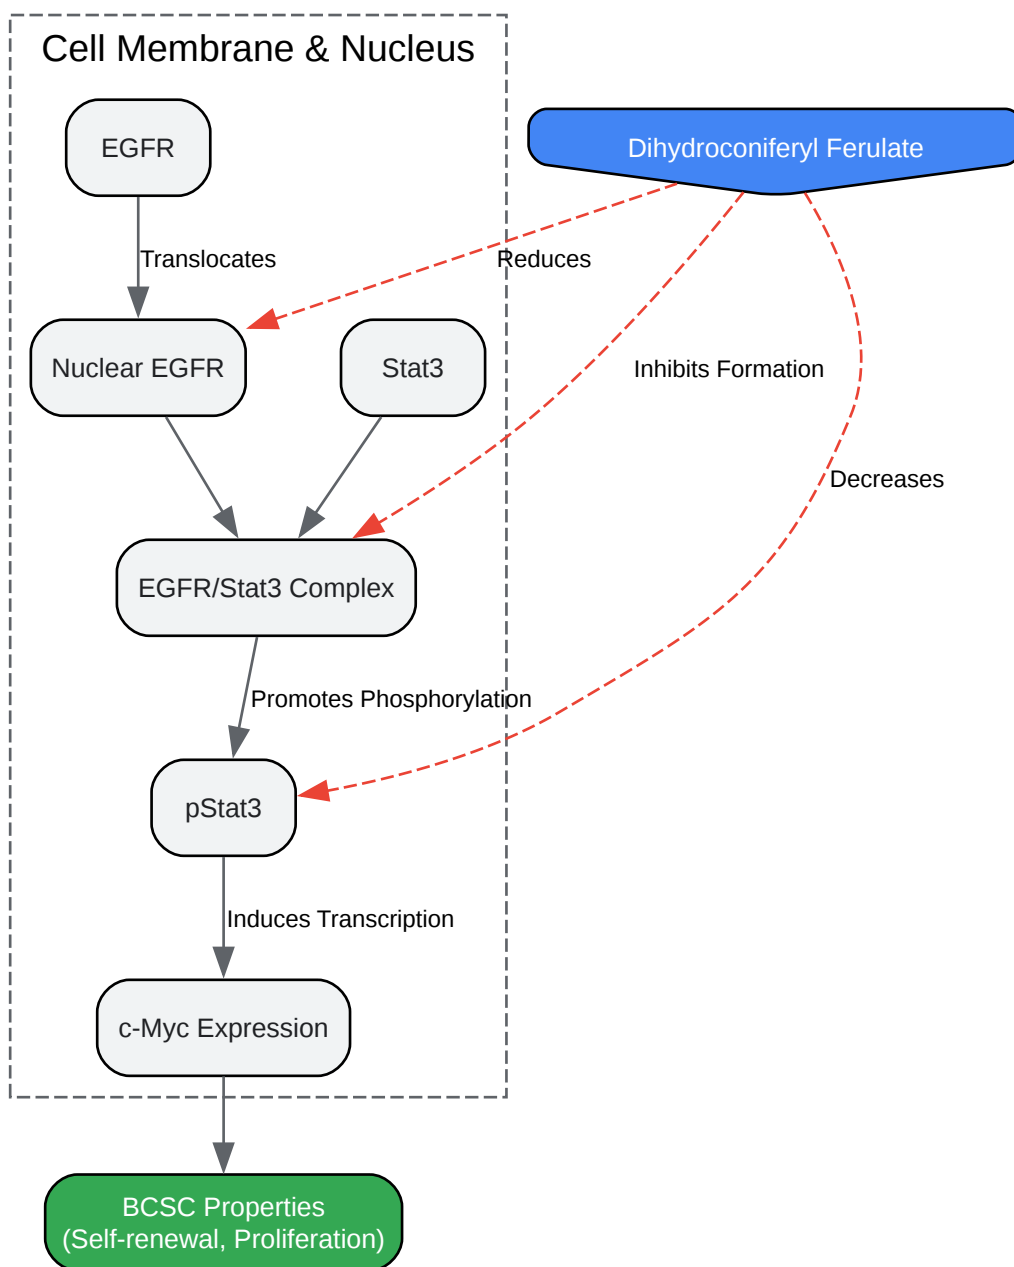 Cell Membrane & Nucleus
EGFR
Dihydroconiferyl Ferulate
Translocates
Reduces
Nuclear EGFR
Stat3
Inhibits Formation
Decreases
EGFR/Stat3 Complex
Promotes Phosphorylation
pStat3
Induces Transcription
c-Myc Expression
BCSC Properties
(Self-renewal, Proliferation)